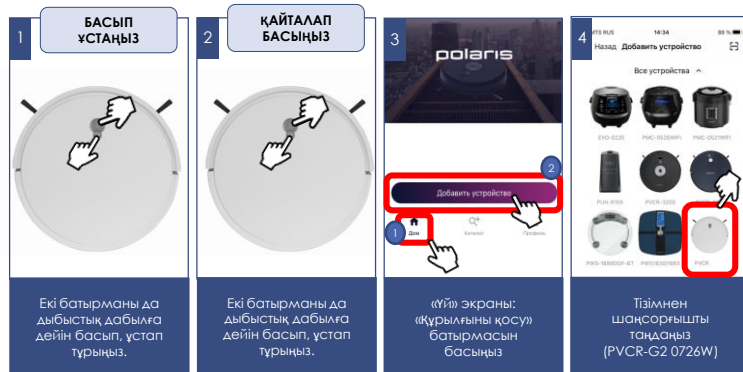 1
БАСЫП
ҰСТАҢЫЗ
Екі батырманы да
дыбыстық дабылға
дейін басып, ұстап
тұрыңыз.
2
ҚАЙТАЛАП
БАСЫҢЫЗ
Екі батырманы да
дыбыстық дабылға
дейін басып, ұстап
тұрыңыз.
3
polaris
2
Добавить устройство
1
Дом
Каталог
Профиль
«Үй» экраны:
«Құрылғыны қосу»
батырмасын
басыңыз
4
MTS RUS 14:34 88 %
Назад Добавить устройство
Все устройства
EVO-0225 PMC-0526WiFi PMC-0521WiFi
PVCR-3200
PVCR
Тізімнен
шаңсорғышты
таңдаңыз
(PVCR-G2 0726W)